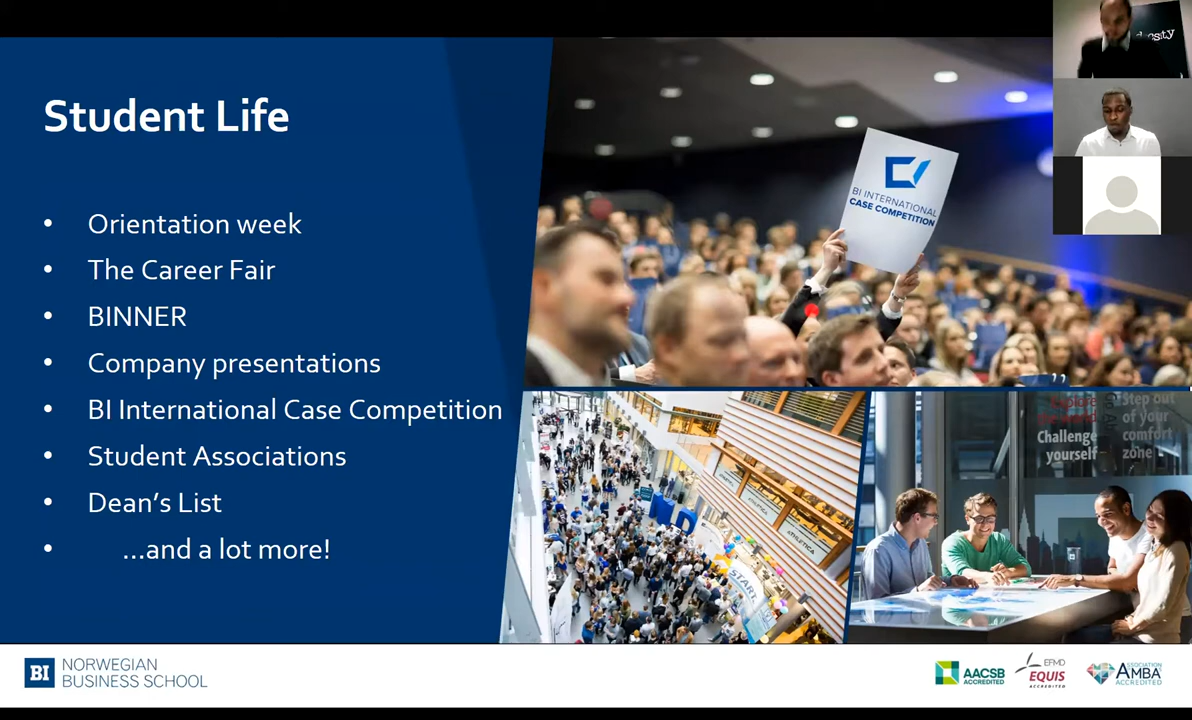 Student Life
• Orientation week
• The Career Fair
• BINNER
• Company presentations
• BI International Case Competition
• Student Associations
• Dean's List
• ...and a lot more!
BI INTERNATIONAL
CASE COMPETITION
Challenge
yourself
Step out
of your
comfort
zone
START
ATHLETICA
BI
NORWEGIAN
BUSINESS SCHOOL
AACSB
ACCREDITED
EFMD
EQUIS
ACCREDITED
ASSOCIATION
AMBA
ACCREDITED